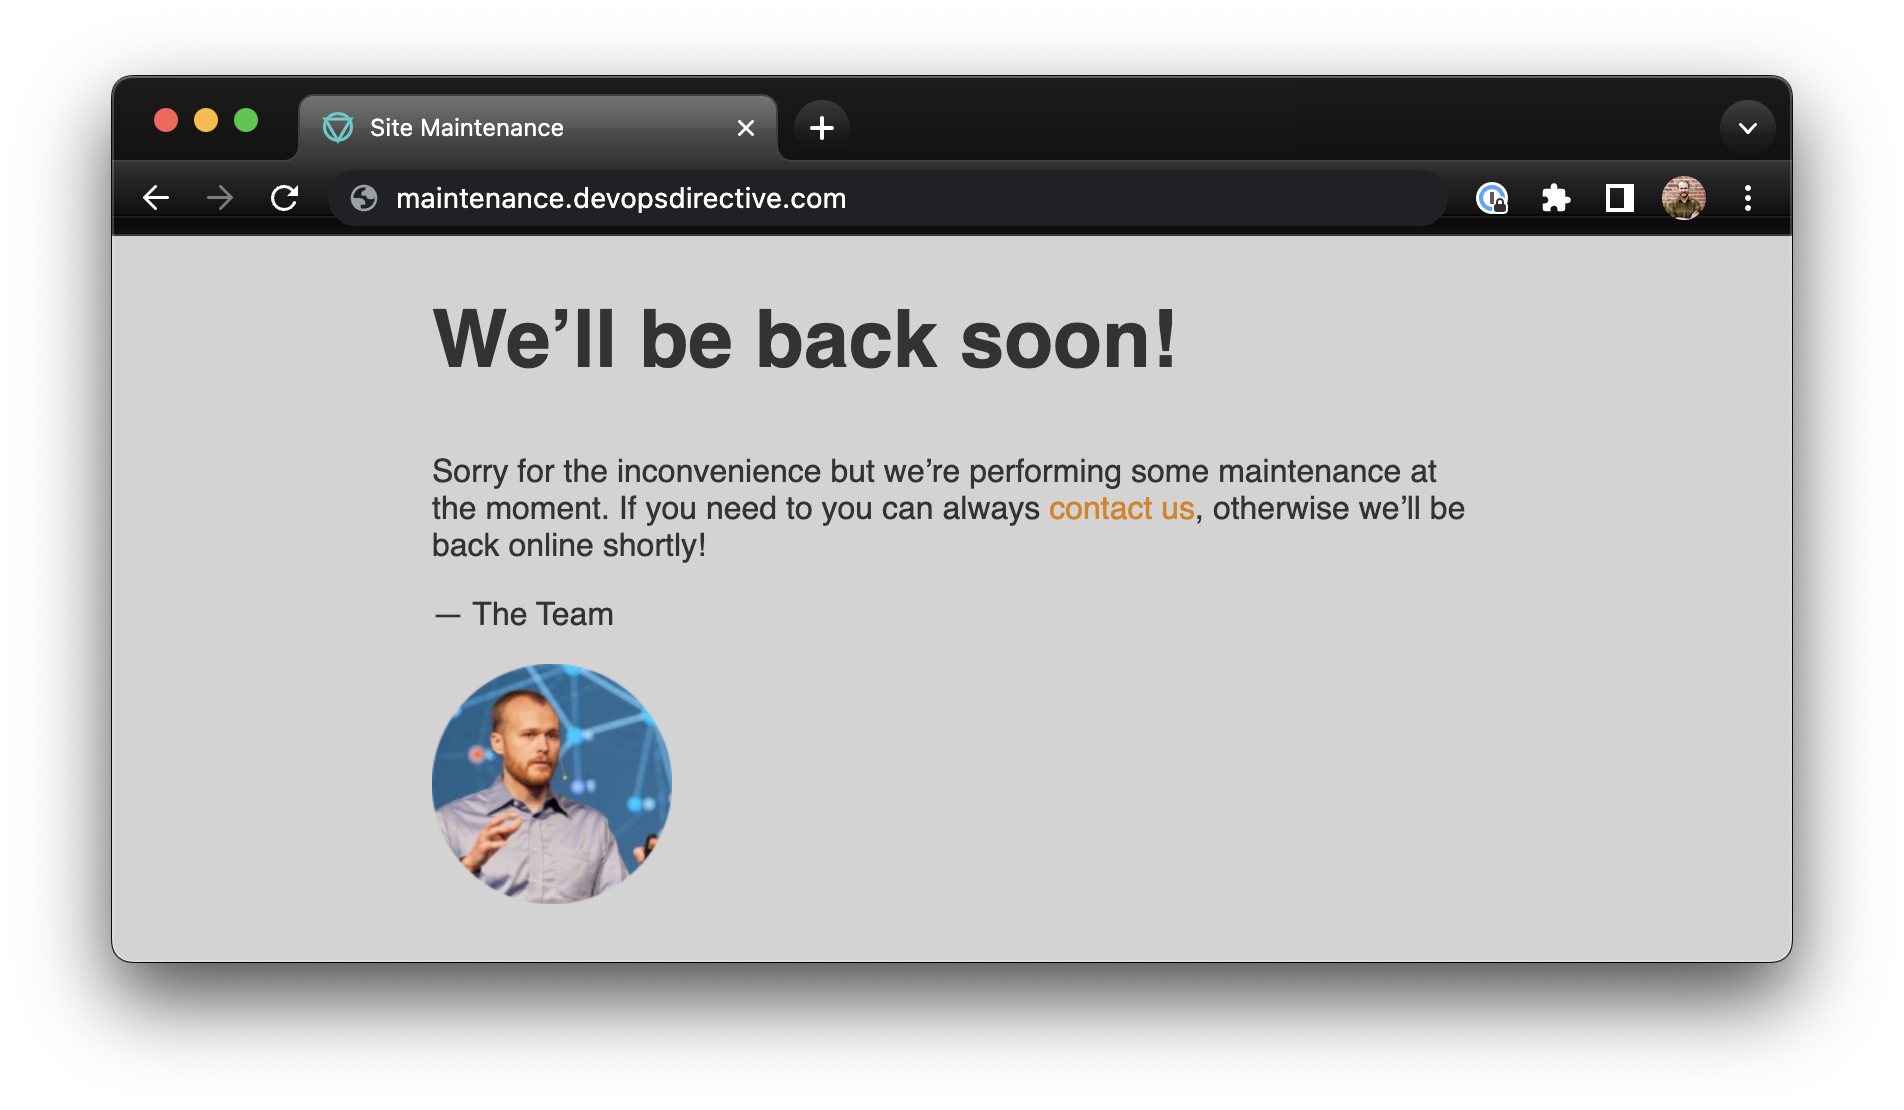 Site Maintenance
maintenance.devopsdirective.com
We’ll be back soon!
Sorry for the inconvenience but we’re performing some maintenance at
the moment. If you need to you can always contact us, otherwise we’ll be
back online shortly!
— The Team